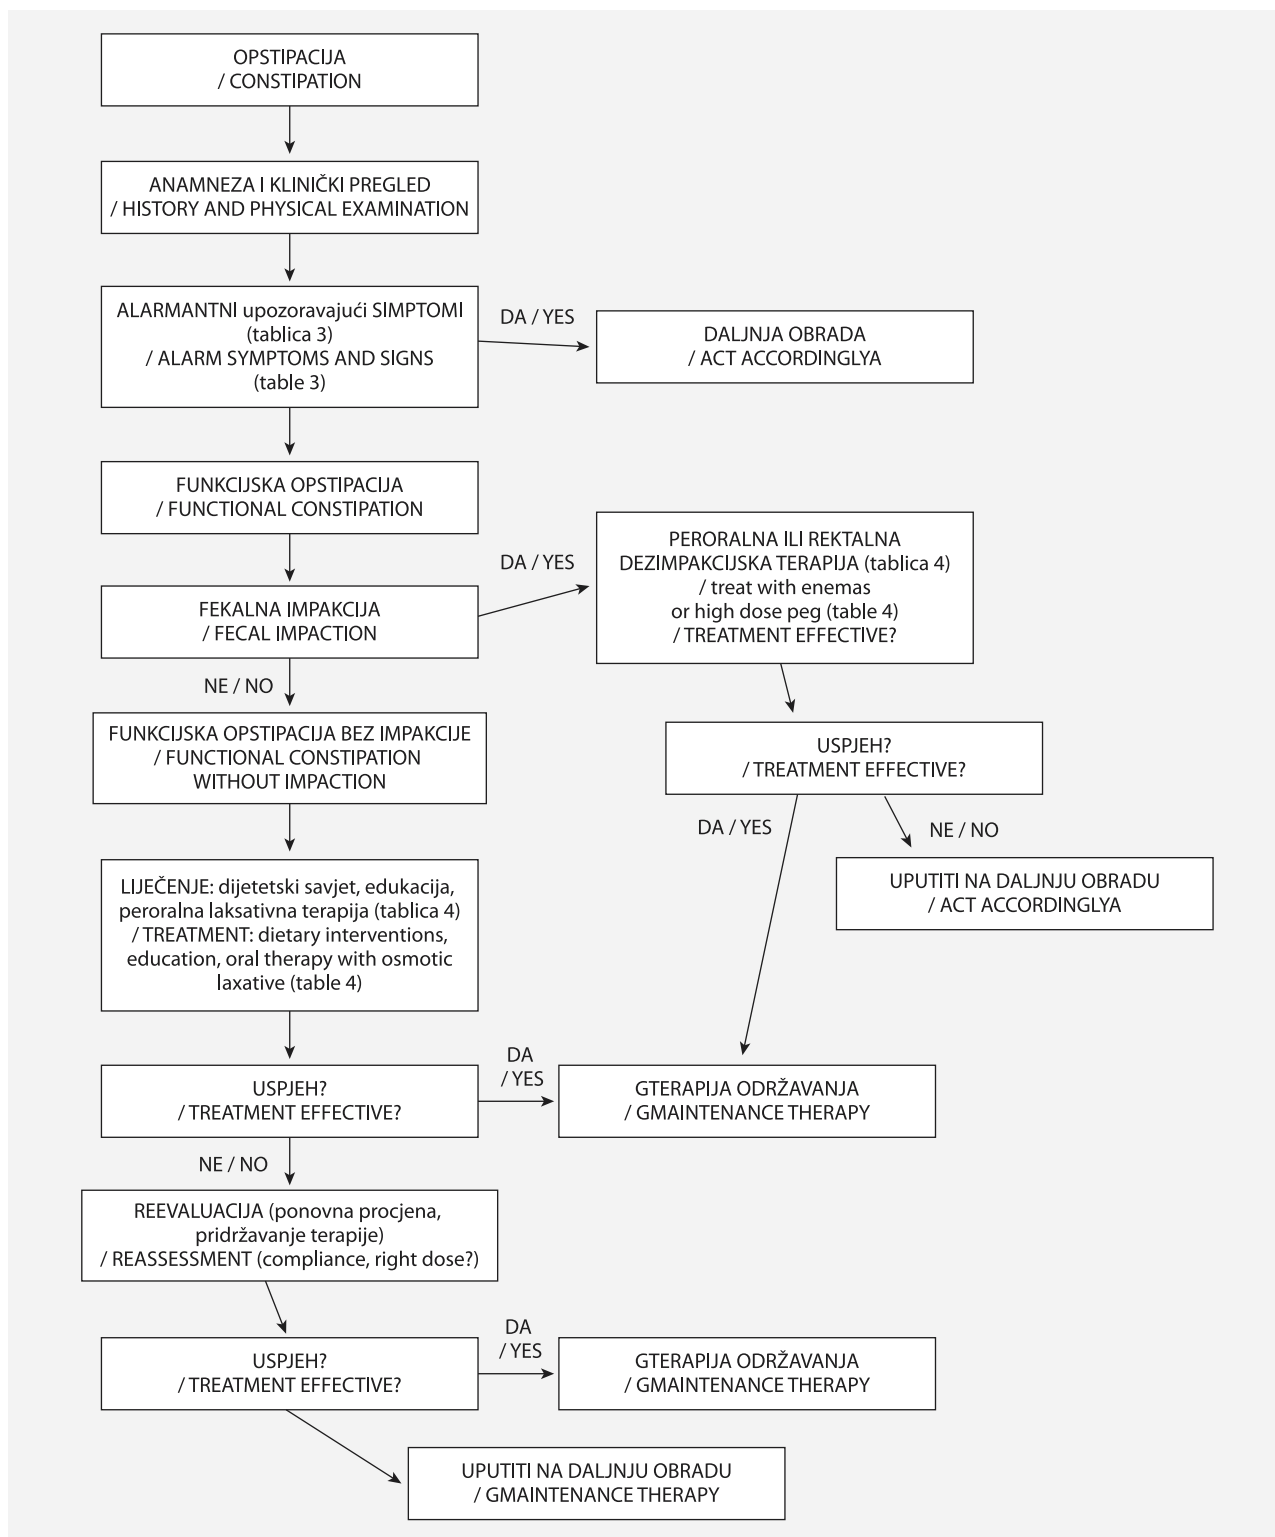 OPSTIPACIJA
/ CONSTIPATION
ANAMNEZA I KLINIČKI PREGLED
/ HISTORY AND PHYSICAL EXAMINATION
ALARMANTNI upozoravajući SIMPTOMI
(tablica 3)
/ ALARM SYMPTOMS AND SIGNS
(table 3)
DA / YES
DALJNJA OBRADA
/ ACT ACCORDINGLYA
FUNKCIJSKA OPSTIPACIJA
/ FUNCTIONAL CONSTIPATION
FEKALNA IMPAKCIJA
/ FECAL IMPACTION
DA / YES
PERORALNA ILI REKTALNA
DEZIMPAKCIJSKA TERAPIJA (tablica 4)
/ treat with enemas
or high dose peg (table 4)
/ TREATMENT EFFECTIVE?
NE / NO
FUNKCIJSKA OPSTIPACIJA BEZ IMPAKCIJE
/ FUNCTIONAL CONSTIPATION
WITHOUT IMPACTION
USPJEH?
/ TREATMENT EFFECTIVE?
DA / YES
NE / NO
UPUTITI NA DALJNJU OBRADU
/ ACT ACCORDINGLYA
LIJEČENJE: dijetetski savjet, edukacija,
peroralna laksativna terapija (tablica 4)
/ TREATMENT: dietary interventions,
education, oral therapy with osmotic
laxative (table 4)
USPJEH?
/ TREATMENT EFFECTIVE?
DA
/ YES
GTERAPIJA ODRŽAVANJA
/ GMAINTENANCE THERAPY
NE / NO
REEVALUACIJA (ponovna procjena,
pridržavanje terapije)
/ REASSESSMENT (compliance, right dose?)
USPJEH?
/ TREATMENT EFFECTIVE?
DA
/ YES
GTERAPIJA ODRŽAVANJA
/ GMAINTENANCE THERAPY
UPUTITI NA DALJNJU OBRADU
/ GMAINTENANCE THERAPY